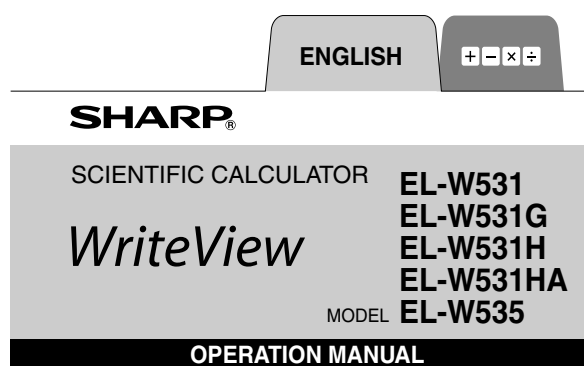 ENGLISH + − × ÷
SHARP®
SCIENTIFIC CALCULATOR
EL-W531
EL-W531G
WriteView
EL-W531H
EL-W531HA
MODEL EL-W535
OPERATION MANUAL